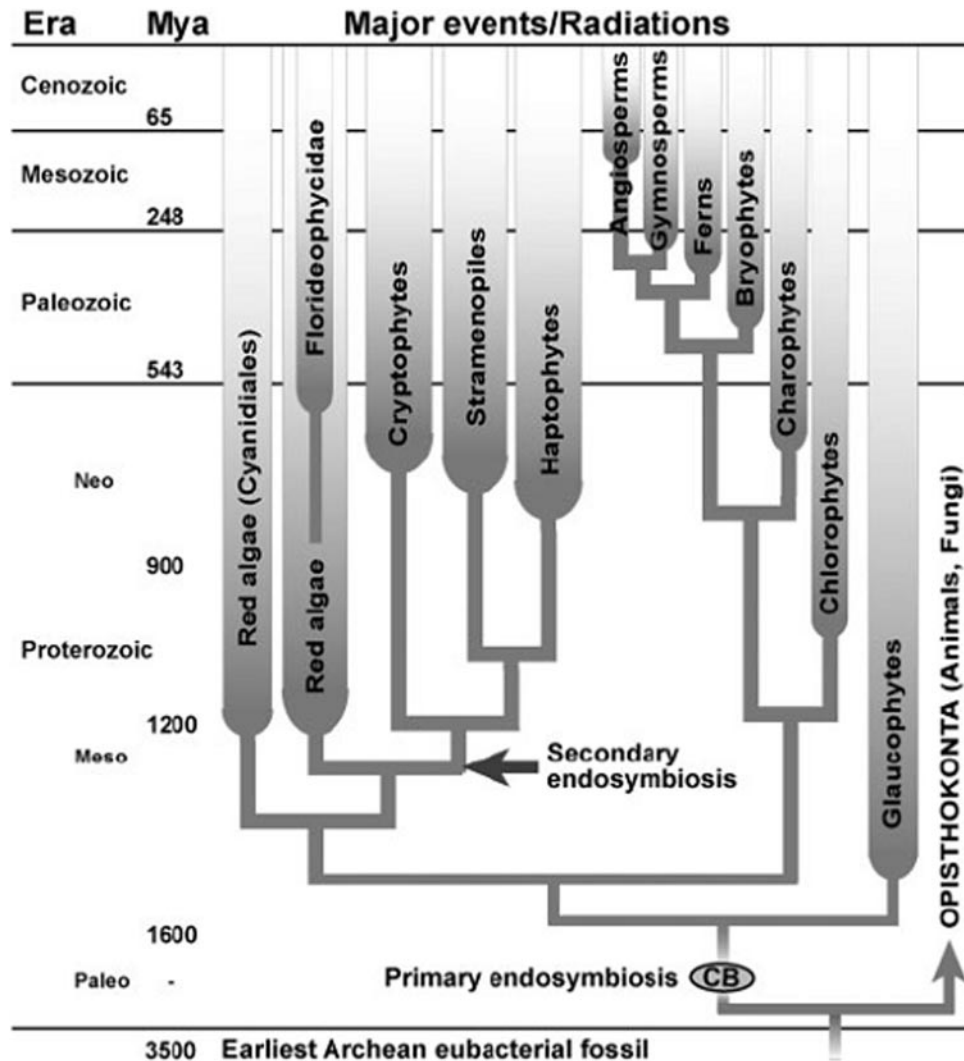 Era Mya Major events/Radiations
Cenozoic
65
Mesozoic
248
Paleozoic
543
Neo
900
Proterozoic
1200
Meso
1600
Paleo -
3500 Earliest Archean eubacterial fossil
Red algae (Cyanidiales)
Red algae
Florideophycidae
Cryptophytes
Stramenopiles
Haptophytes
Angiosperms
Gymnosperms
Ferns
Bryophytes
Charophytes
Chlorophytes
Glaucophytes
OPISTHOKONTA (Animals, Fungi)
Secondary
endosymbiosis
Primary endosymbiosis CB